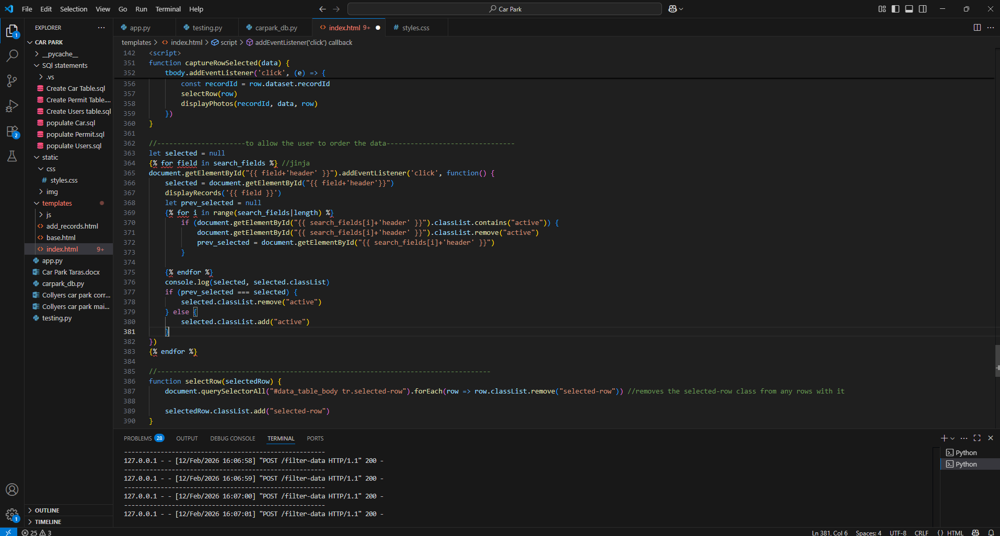 File Edit Selection View Go Run Terminal Help
Car Park
EXPLORER
app.py testing.py carpark_db.py index.html 9+ styles.css
templates > index.html > script > addEventListener('click') callback
CAR PARK
__pycache__
SQl statements
.vs
Create Car Table.sql
Create Permit Table....
Create Users table.sql
populate Car.sql
populate Permit.sql
populate Users.sql
static
css
styles.css
img
templates
js
add_records.html
base.html
index.html 9+
app.py
Car Park Taras.docx
carpark_db.py
Collyers car park corr...
Collyers car park mai...
testing.py
OUTLINE
TIMELINE
1
2
1
142 <script>
351 function captureRowSelected(data) {
352 tbody.addEventListener('click', (e) => {
356 const recordId = row.dataset.recordId
357 selectRow(row)
358 displayPhotos(recordId, data, row)
359 })
360 }
361
362 //----------------------to allow the user to order the data--------------------------------
363 let selected = null
364 {% for field in search_fields %} //jinja
365 document.getElementById("{{ field+'header' }}").addEventListener('click', function() {
366 selected = document.getElementById("{{ field+'header'}}")
367 displayRecords('{{ field }}')
368 let prev_selected = null
369 {% for i in range(search_fields|length) %}
370 if (document.getElementById("{{ search_fields[i]+'header' }}").classList.contains("active")) {
371 document.getElementById("{{ search_fields[i]+'header' }}").classList.remove("active")
372 prev_selected = document.getElementById("{{ search_fields[i]+'header' }}")
373 }
374
375 {% endfor %}
376 console.log(selected, selected.classList)
377 if (prev_selected === selected) {
378 selected.classList.remove("active")
379 } else {
380 selected.classList.add("active")
381 }
382 })
383 {% endfor %}
384
385 //-----------------------------------------------------------------------------------
386 function selectRow(selectedRow) {
387 document.querySelectorAll("#data_table_body tr.selected-row").forEach(row => row.classList.remove("selected-row")) //removes the selected-row class from any rows with it
388
389 selectedRow.classList.add("selected-row")
390 }
PROBLEMS 28 OUTPUT DEBUG CONSOLE TERMINAL PORTS
------------------------------------------------------
127.0.0.1 - - [12/Feb/2026 16:06:58] "POST /filter-data HTTP/1.1" 200 -
------------------------------------------------------
127.0.0.1 - - [12/Feb/2026 16:06:59] "POST /filter-data HTTP/1.1" 200 -
------------------------------------------------------
127.0.0.1 - - [12/Feb/2026 16:07:00] "POST /filter-data HTTP/1.1" 200 -
------------------------------------------------------
127.0.0.1 - - [12/Feb/2026 16:07:01] "POST /filter-data HTTP/1.1" 200 -
Python
Python
25 3 Ln 381, Col 6 Spaces: 4 UTF-8 CRLF {} HTML